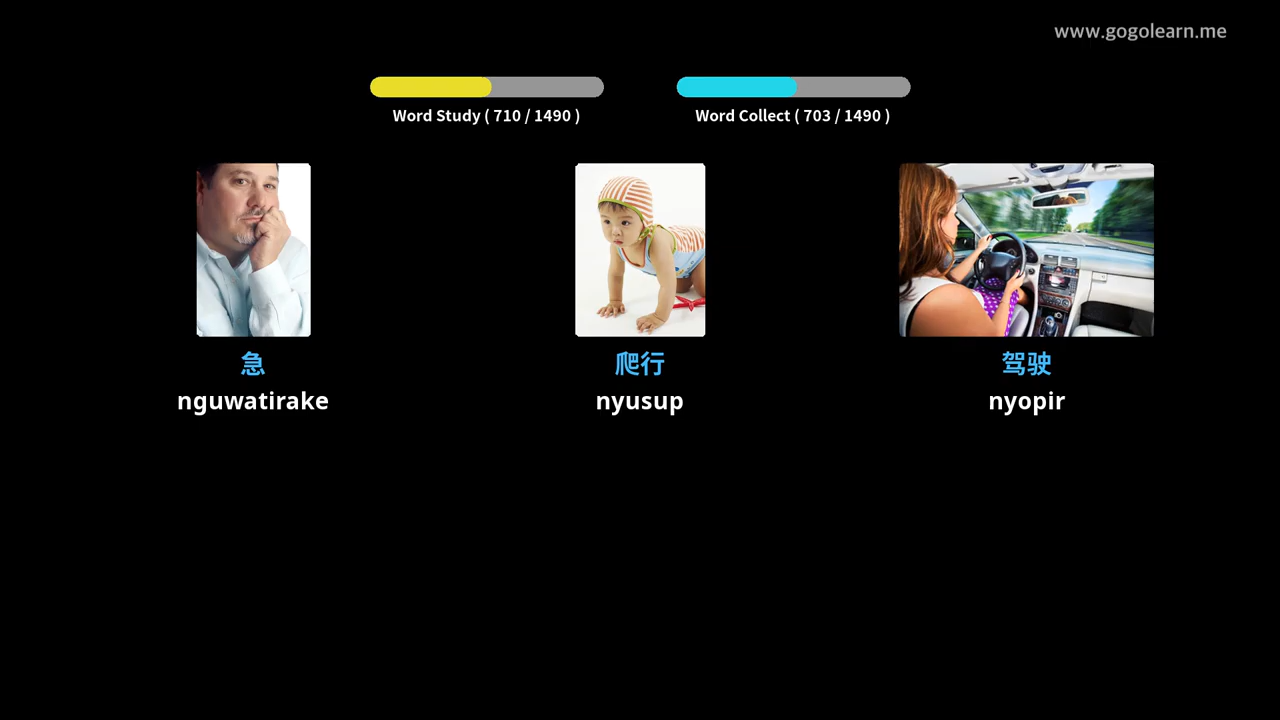 www.gogolearn.me
Word Study ( 710 / 1490 )
Word Collect ( 703 / 1490 )
急
nguwatirake
爬行
nyusup
驾驶
nyopir